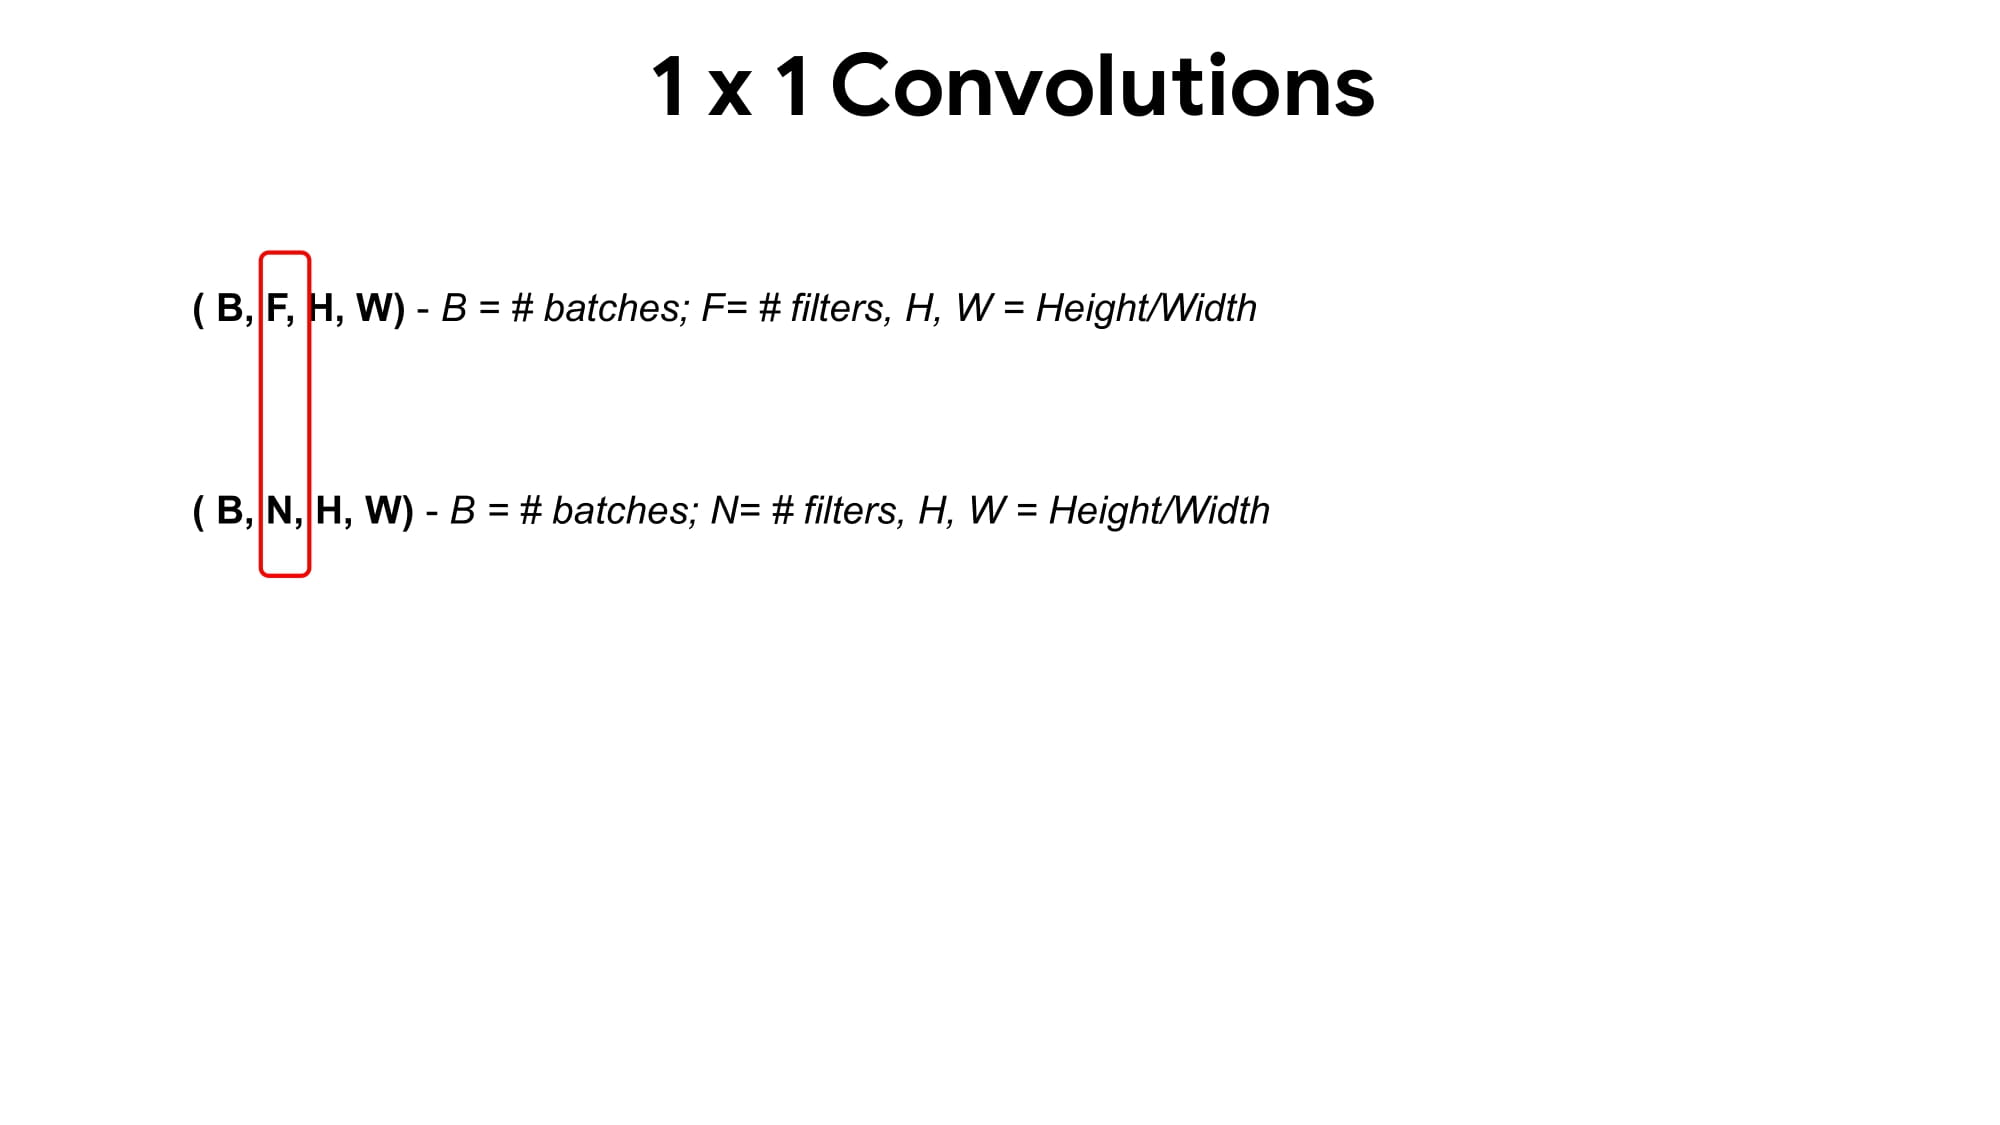 1 x 1 Convolutions
( B, F, H, W) - B = # batches; F= # filters, H, W = Height/Width
( B, N, H, W) - B = # batches; N= # filters, H, W = Height/Width